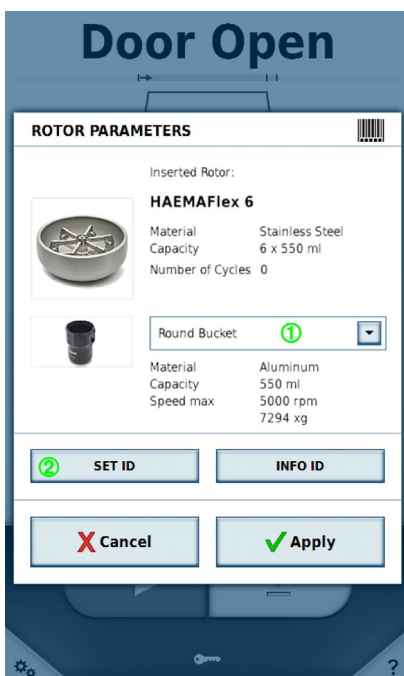 Door Open
ROTOR PARAMETERS
Inserted Rotor:
HAEMAFlex 6
Material Stainless Steel
Capacity 6 x 550 ml
Number of Cycles 0
Round Bucket ①
Material Aluminum
Capacity 550 ml
Speed max 5000 rpm
7294 xg
② SET ID INFO ID
Cancel Apply
?